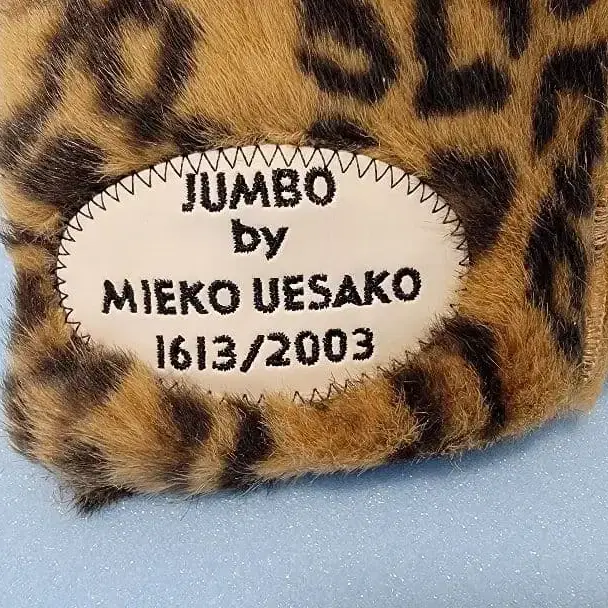 JUMBO
by
MIEKO UESAKO
1613/2003